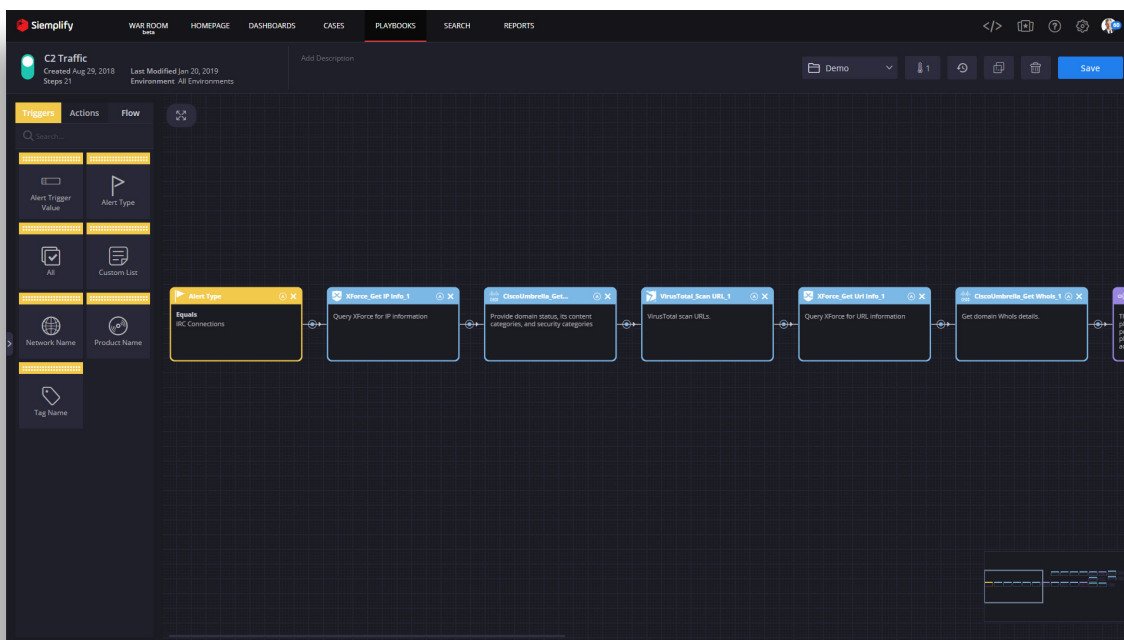 Siemplify
WAR ROOM
beta
HOMEPAGE
DASHBOARDS
CASES
PLAYBOOKS
SEARCH
REPORTS
</>
C2 Traffic
Created Aug 29, 2018
Steps 21
Last Modified Jan 20, 2019
Environment All Environments
Add Description
Demo
1
Save
Triggers
Actions
Flow
Search...
Alert Trigger
Value
Alert Type
All
Custom List
Network Name
Product Name
Tag Name
Alert Type
Equals
IRC Connections
XForce_Get IP Info_1
Query XForce for IP information
CiscoUmbrella_Get...
Provide domain status, its content
categories, and security categories
VirusTotal_Scan URL_1
VirusTotal scan URLs.
XForce_Get Url Info_1
Query XForce for URL information
CiscoUmbrella_Get WhoIs_1
Get domain WhoIs details.